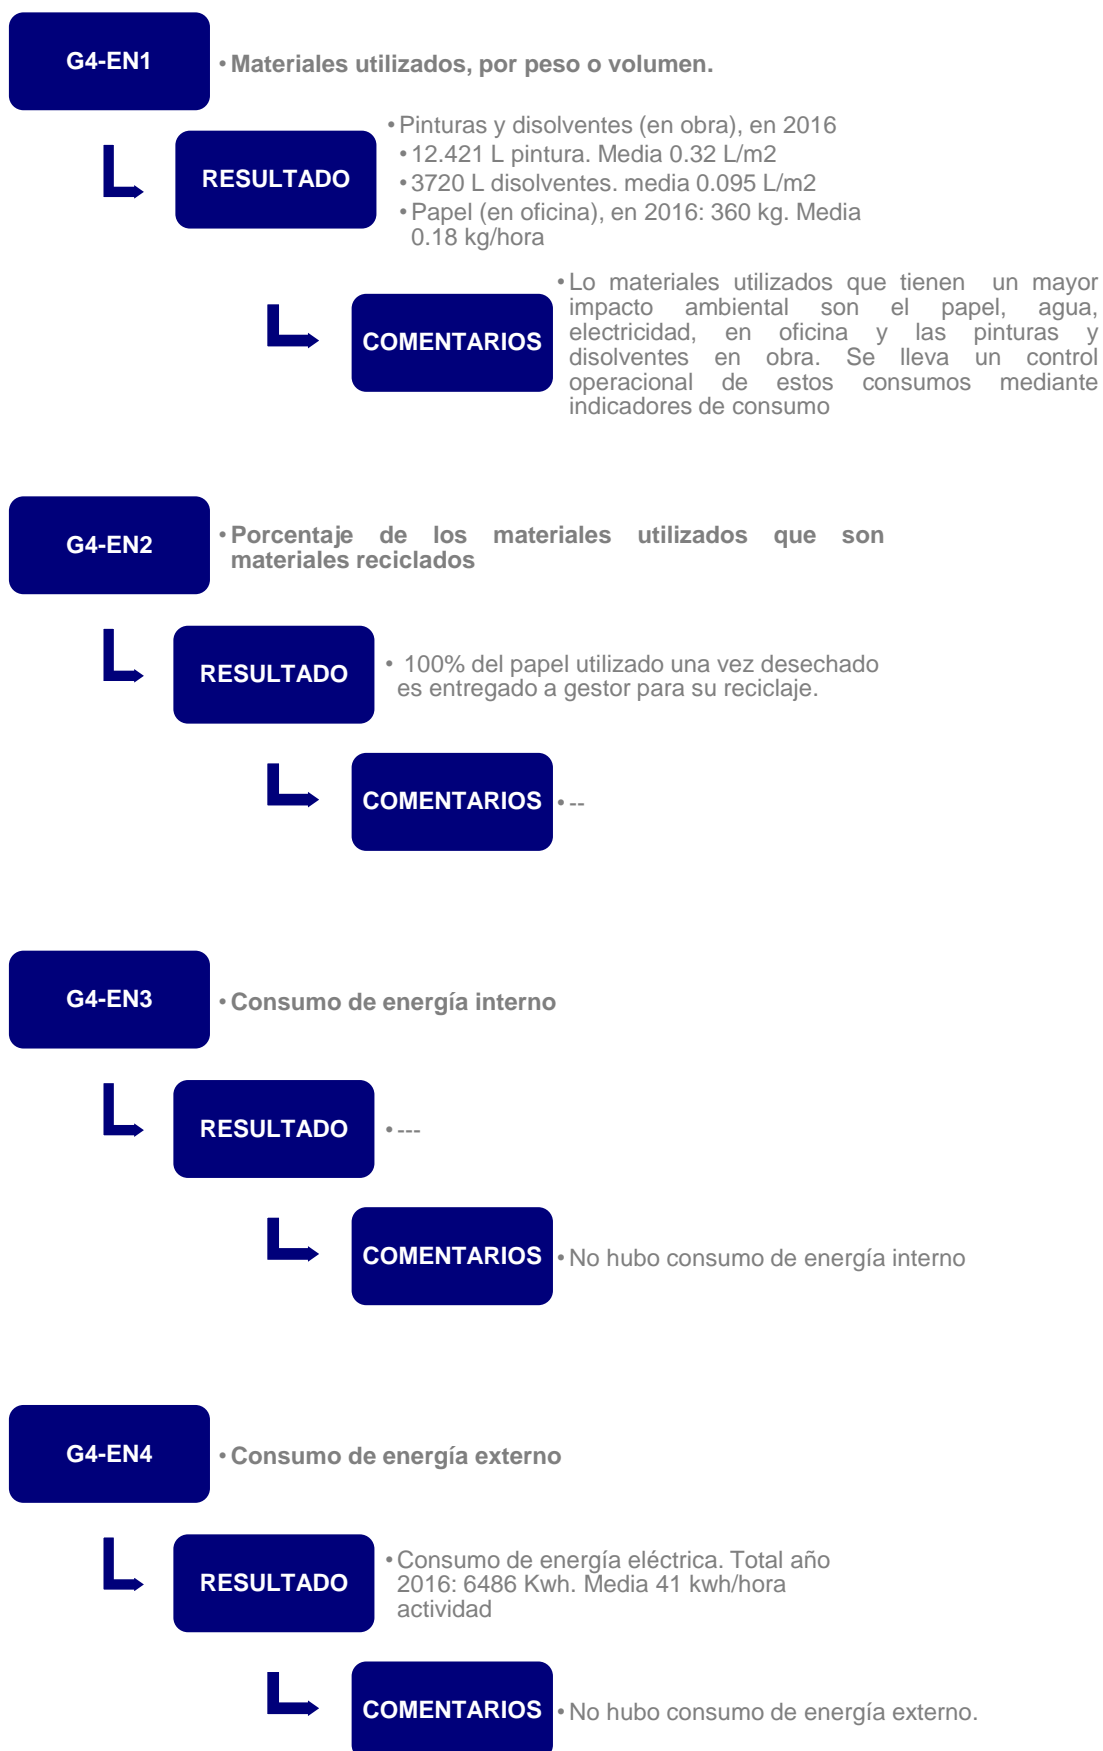 G4-EN1
• Materiales utilizados, por peso o volumen.
RESULTADO
• Pinturas y disolventes (en obra), en 2016
• 12.421 L pintura. Media 0.32 L/m2
• 3720 L disolventes. media 0.095 L/m2
• Papel (en oficina), en 2016: 360 kg. Media
0.18 kg/hora
COMENTARIOS
• Lo materiales utilizados que tienen un mayor
impacto ambiental son el papel, agua,
electricidad, en oficina y las pinturas y
disolventes en obra. Se lleva un control
operacional de estos consumos mediante
indicadores de consumo
G4-EN2
• Porcentaje de los materiales utilizados que son
materiales reciclados
RESULTADO
• 100% del papel utilizado una vez desechado
es entregado a gestor para su reciclaje.
COMENTARIOS
• --
G4-EN3
• Consumo de energía interno
RESULTADO
• ---
COMENTARIOS
• No hubo consumo de energía interno
G4-EN4
• Consumo de energía externo
RESULTADO
• Consumo de energía eléctrica. Total año
2016: 6486 Kwh. Media 41 kwh/hora
actividad
COMENTARIOS
• No hubo consumo de energía externo.